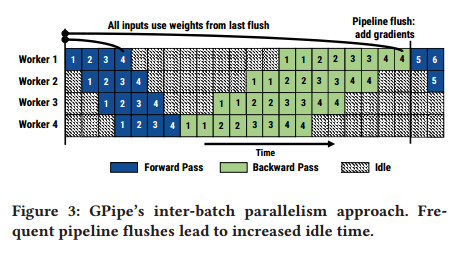 All inputs use weights from last flush
Pipeline flush:
add gradients
Worker 1 1 2 3 4 1 1 2 2 3 3 4 4 5 6
Worker 2 1 2 3 4 1 1 2 2 3 3 4 4 5
Worker 3 1 2 3 4 1 1 2 2 3 3 4 4
Worker 4 1 2 3 4 1 1 2 2 3 3 4 4
Time
Forward Pass Backward Pass Idle
Figure 3: GPipe's inter-batch parallelism approach. Fre-
quent pipeline flushes lead to increased idle time.